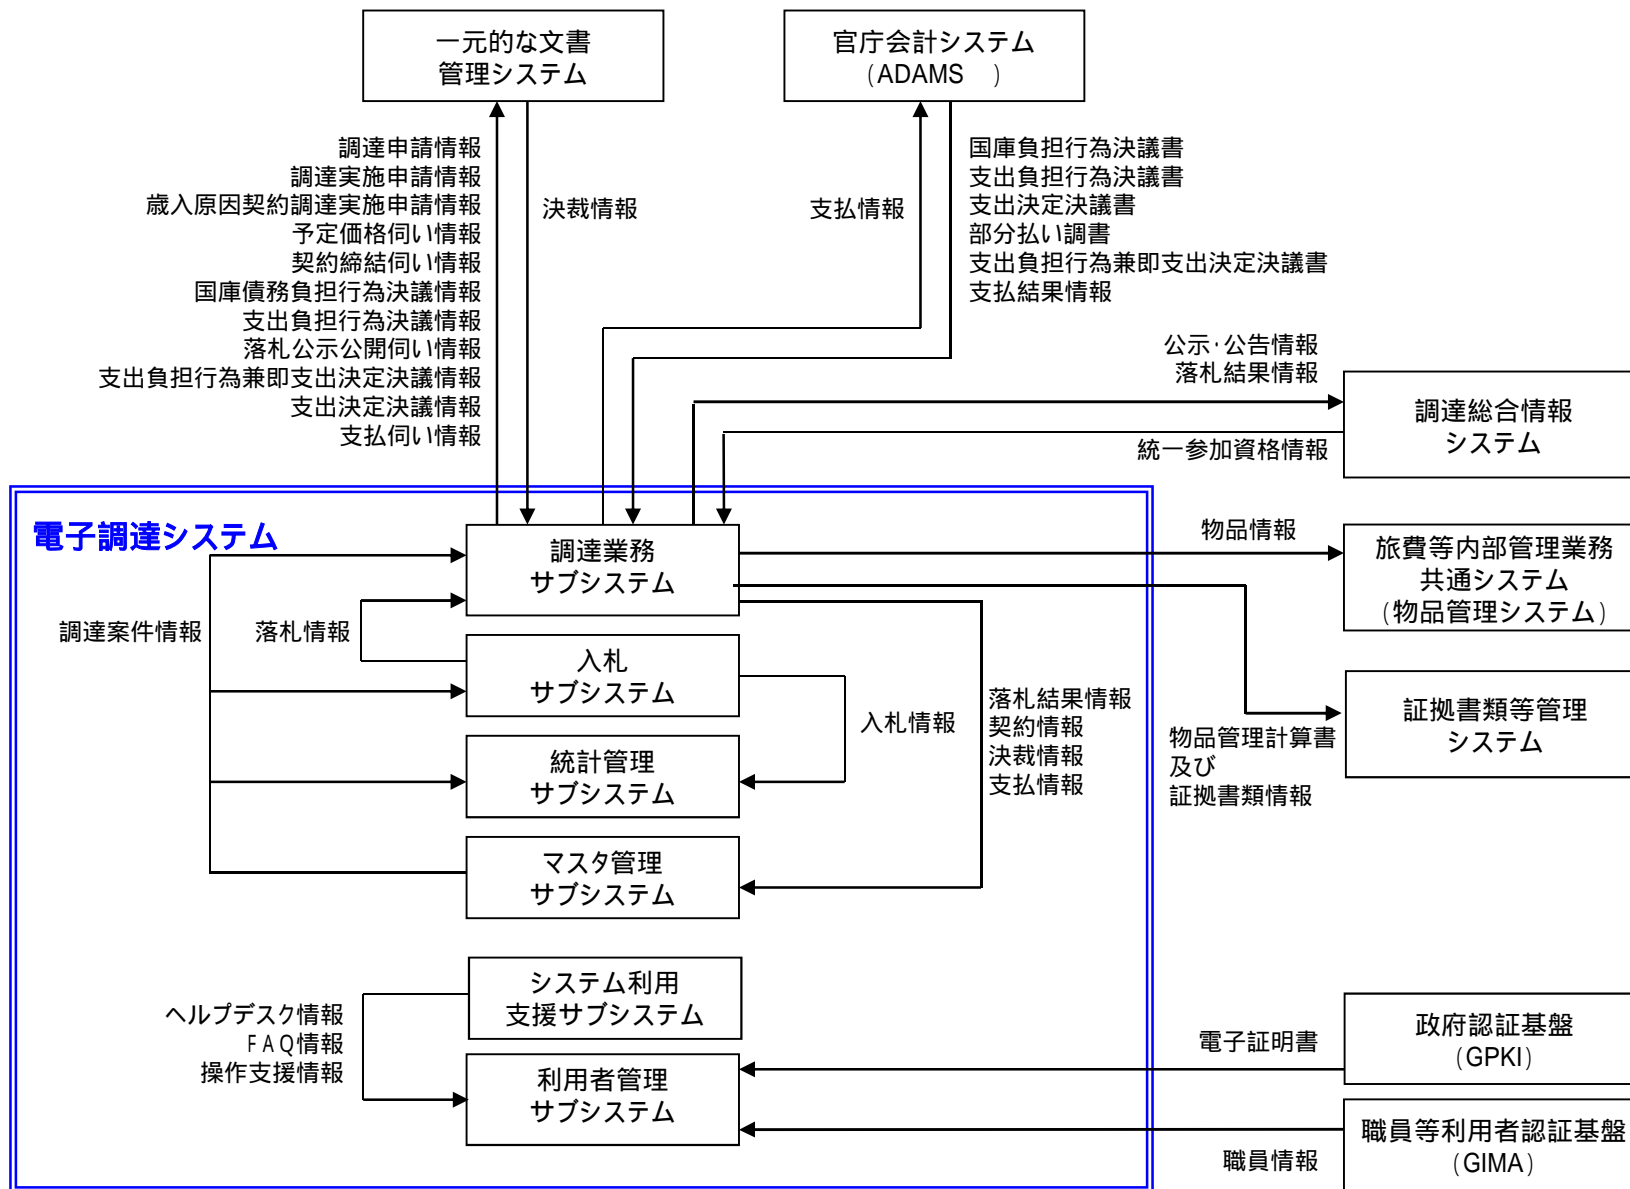 一元的な文書
管理システム
官庁会計システム
(ADAMS　)
調達申請情報
調達実施申請情報
歳入原因契約調達実施申請情報
予定価格伺い情報
契約締結伺い情報
国庫債務負担行為決議情報
支出負担行為決議情報
落札公示公開伺い情報
支出負担行為兼即支出決定決議情報
支出決定決議情報
支払伺い情報
決裁情報
支払情報
国庫負担行為決議書
支出負担行為決議書
支出決定決議書
部分払い調書
支出負担行為兼即支出決定決議書
支払結果情報
公示・公告情報
落札結果情報
調達総合情報
システム
統一参加資格情報
電子調達システム
調達業務
サブシステム
物品情報
旅費等内部管理業務
共通システム
(物品管理システム)
調達案件情報
落札情報
入札
サブシステム
入札情報
落札結果情報
契約情報
決裁情報
支払情報
証拠書類等管理
システム
物品管理計算書
及び
証拠書類情報
統計管理
サブシステム
マスタ管理
サブシステム
システム利用
支援サブシステム
ヘルプデスク情報
FAQ情報
操作支援情報
利用者管理
サブシステム
電子証明書
政府認証基盤
(GPKI)
職員情報
職員等利用者認証基盤
(GIMA)